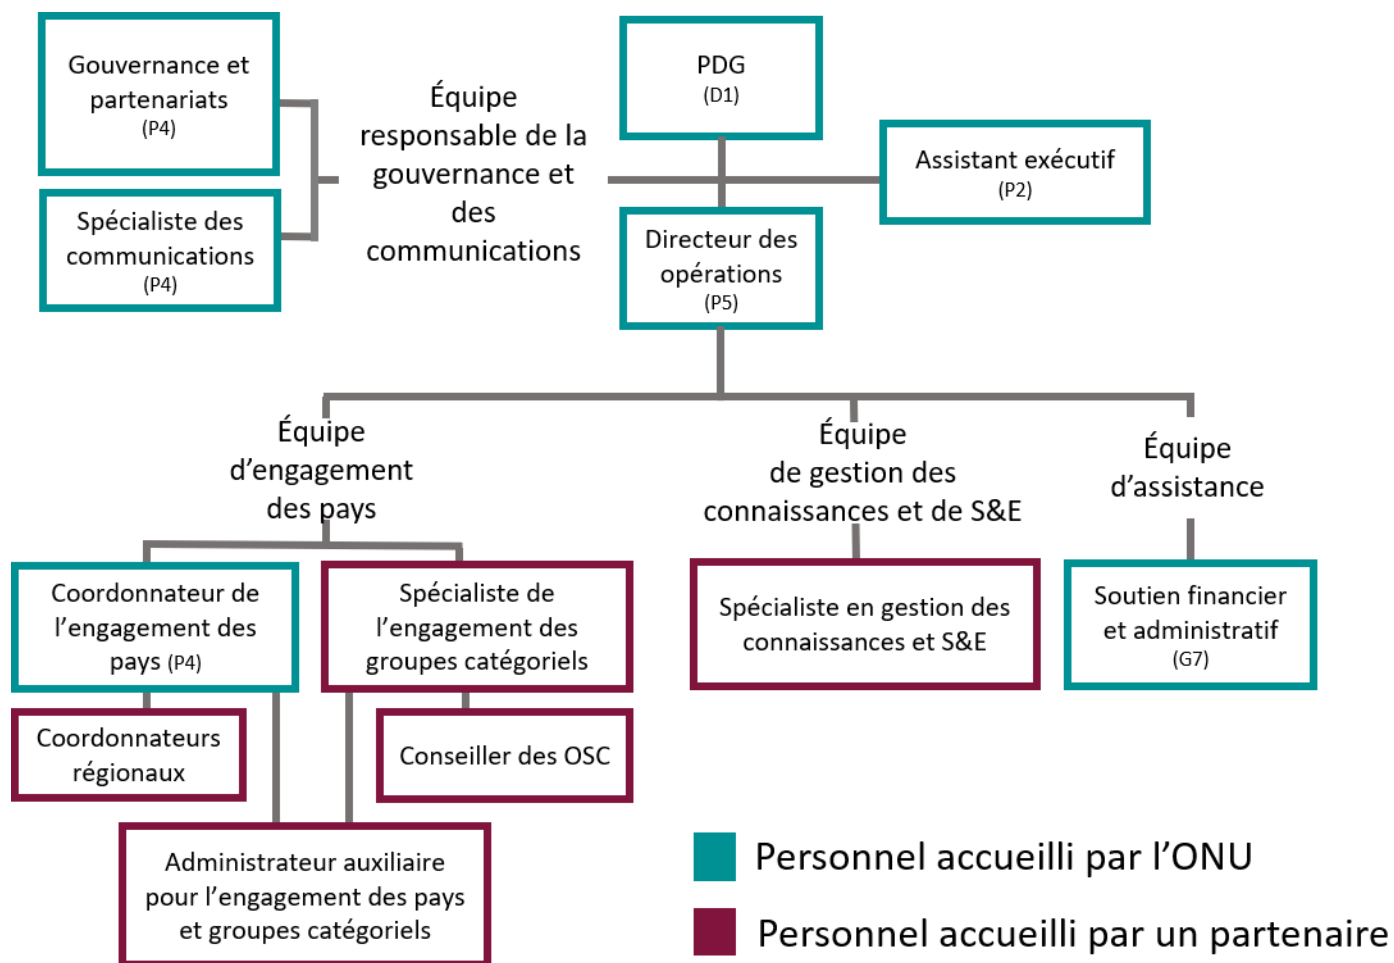 Gouvernance et
partenariats
(P4)
Spécialiste des
communications
(P4)
Équipe
responsable de la
gouvernance et
des
communications
PDG
(D1)
Assistant exécutif
(P2)
Directeur des
opérations
(P5)
Équipe
d’engagement
des pays
Équipe
de gestion des
connaissances et de S&E
Équipe
d’assistance
Coordonnateur de
l’engagement des
pays (P4)
Spécialiste de
l’engagement des
groupes catégoriels
Spécialiste en gestion des
connaissances et S&E
Soutien financier
et administratif
(G7)
Coordonnateurs
régionaux
Conseiller des OSC
Administrateur auxiliaire
pour l’engagement des pays
et groupes catégoriels
Personnel accueilli par l’ONU
Personnel accueilli par un partenaire